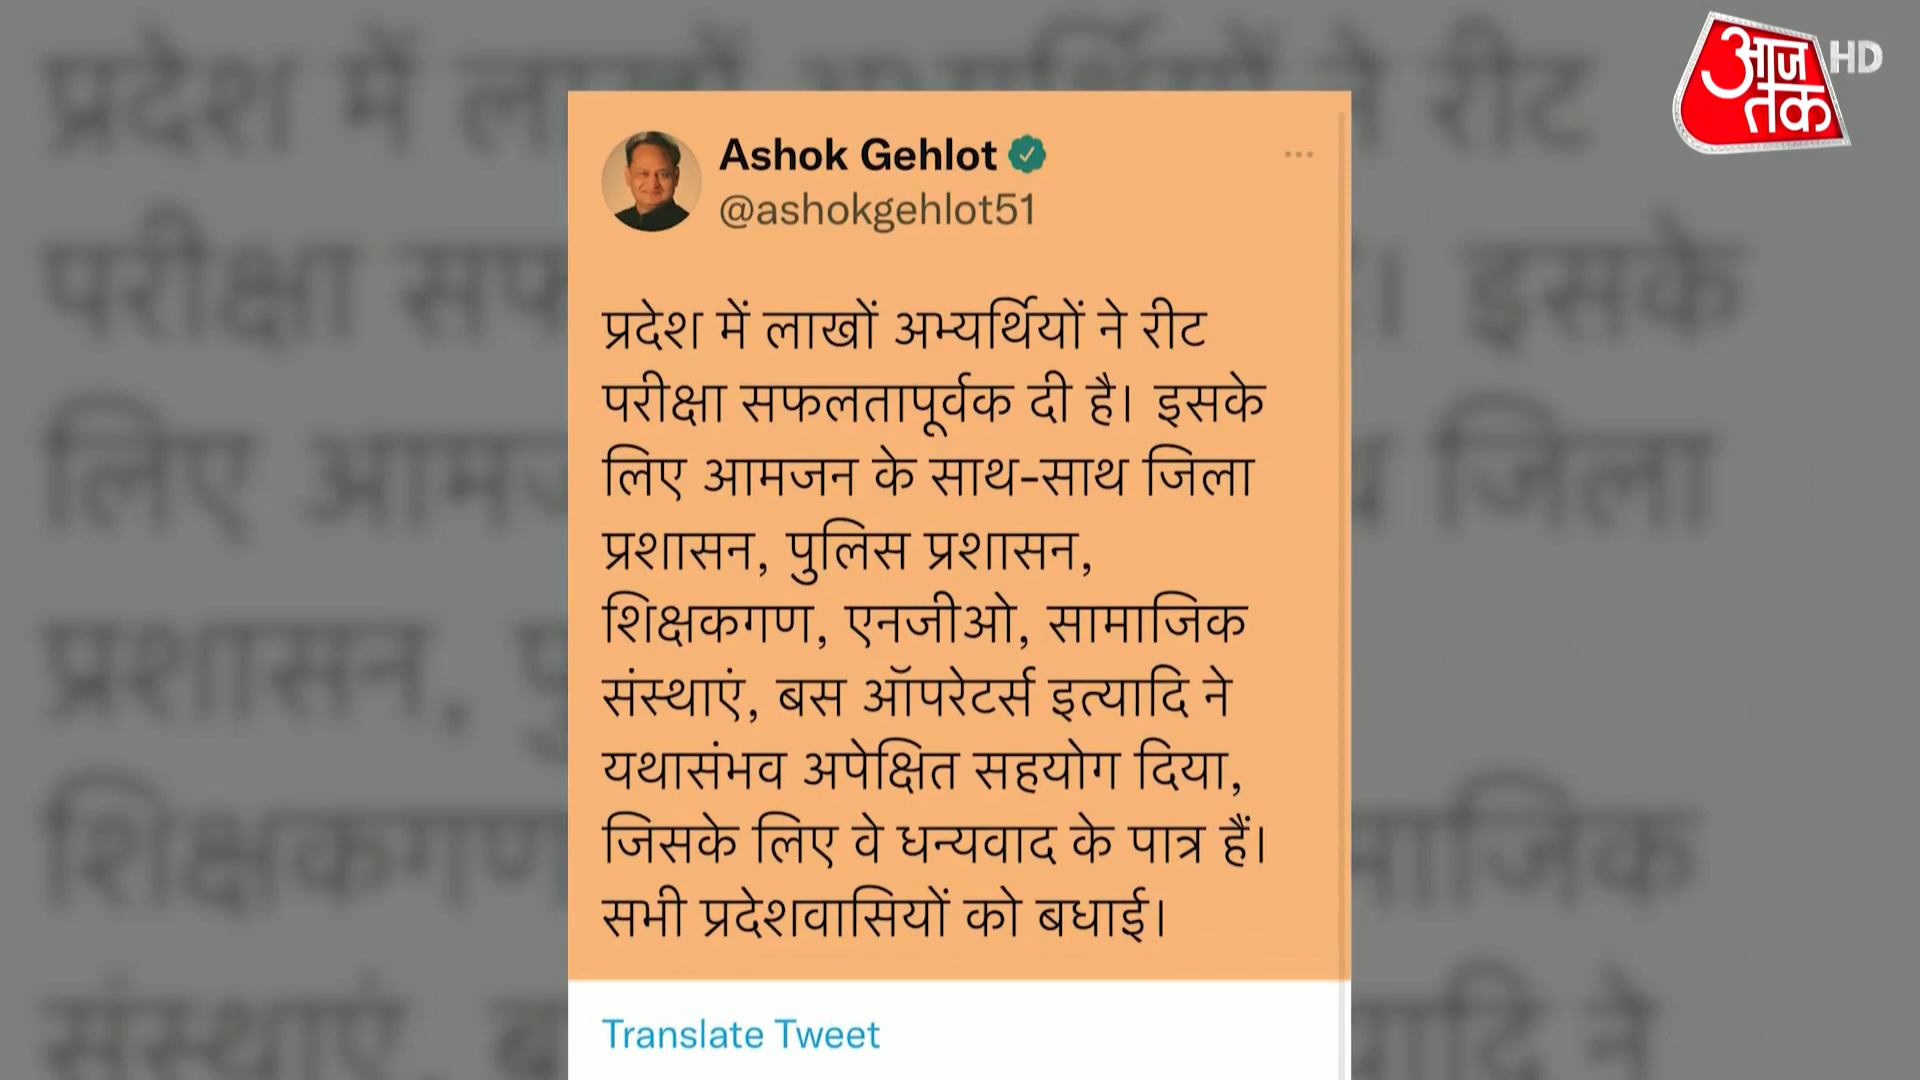 आज तक HD
Ashok Gehlot
@ashokgehlot51
प्रदेश में लाखों अभ्यर्थियों ने रीट
परीक्षा सफलतापूर्वक दी है। इसके
लिए आमजन के साथ-साथ जिला
प्रशासन, पुलिस प्रशासन,
शिक्षकगण, एनजीओ, सामाजिक
संस्थाएं, बस ऑपरेटर्स इत्यादि ने
यथासंभव अपेक्षित सहयोग दिया,
जिसके लिए वे धन्यवाद के पात्र हैं।
सभी प्रदेशवासियों को बधाई।
Translate Tweet